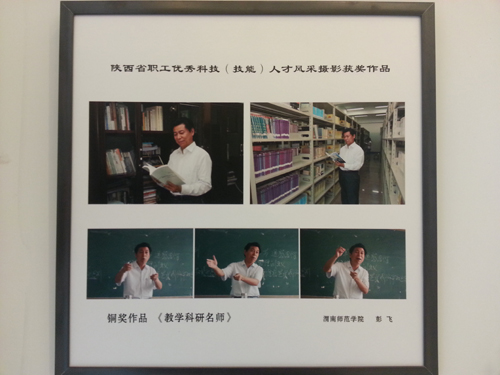 陕西省职工优秀科技（技能）人才风采摄影获奖作品
铜奖作品 《教学科研名师》
渭南师范学院 彭 飞